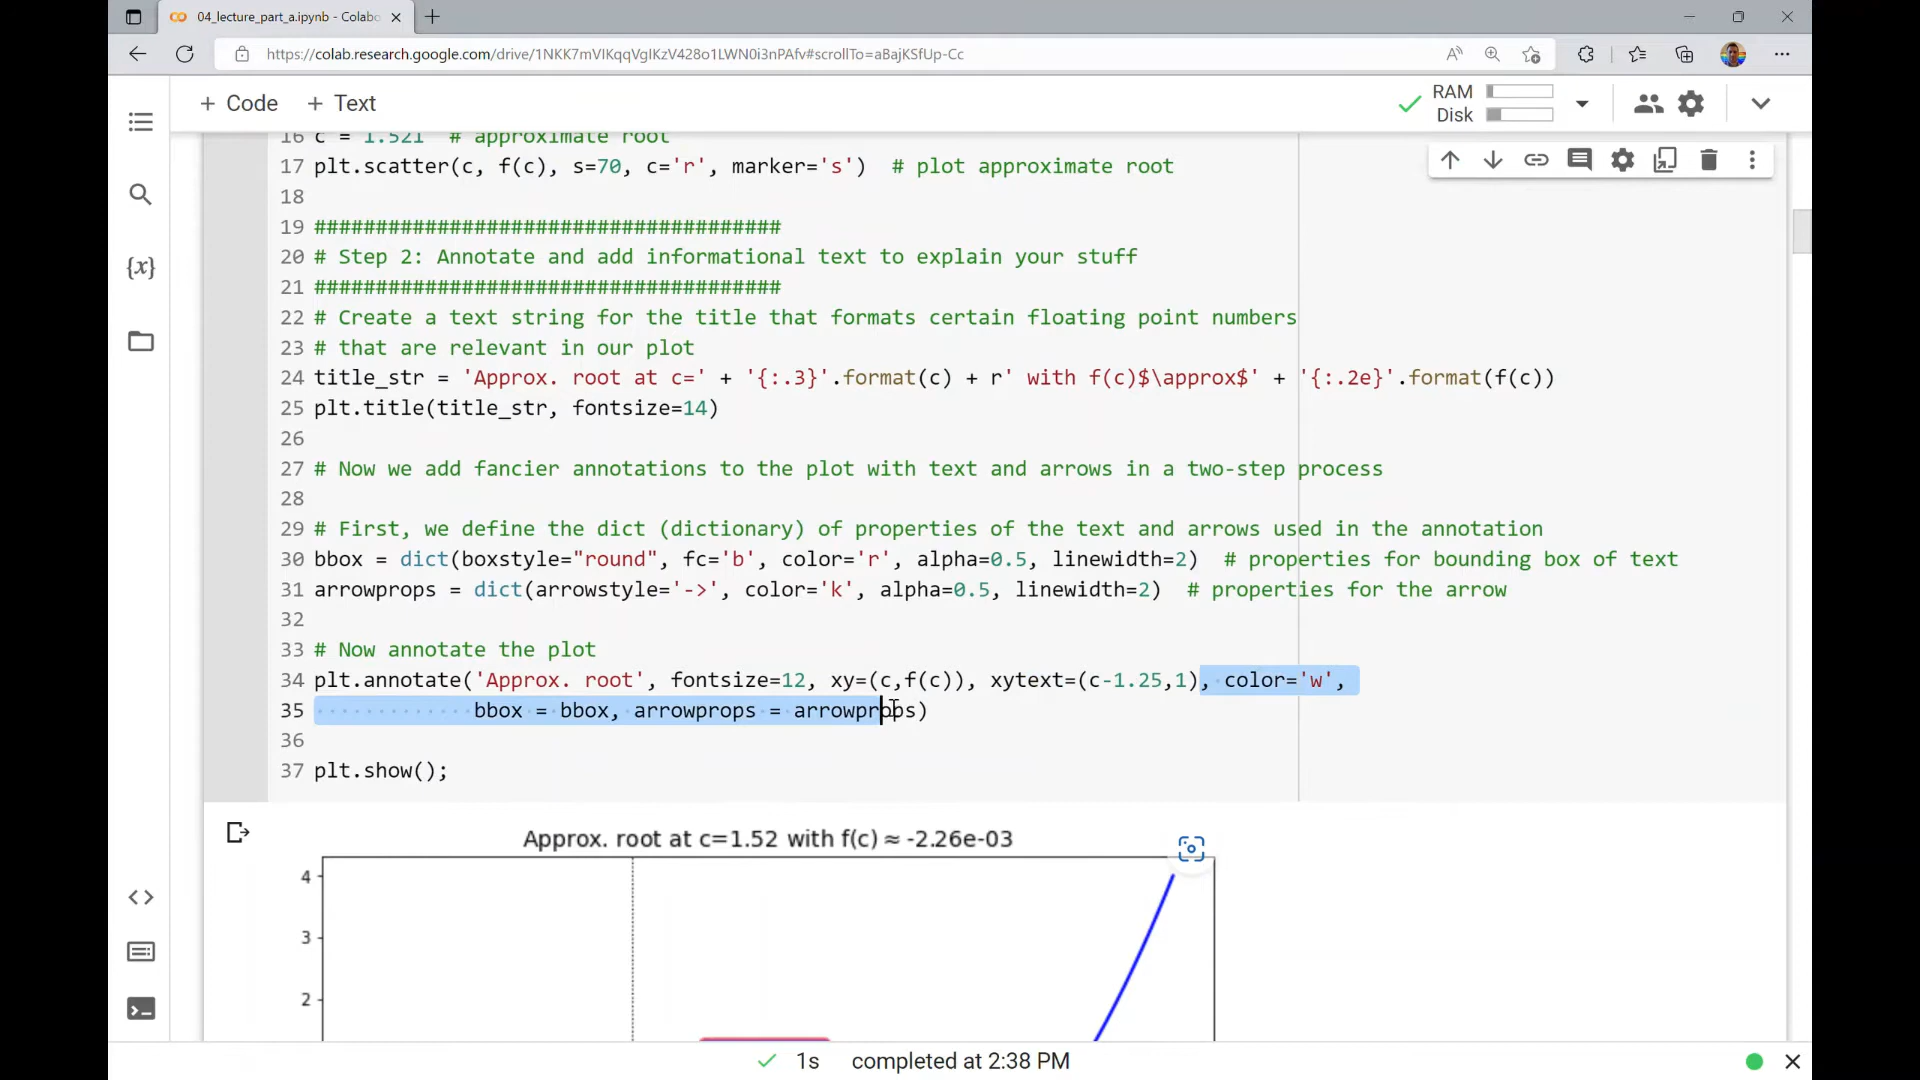 04_lecture_part_a.ipynb - Colabo
https://colab.research.google.com/drive/1NKK7mVIKqqVgIKzV428o1LWN0i3nPAfv#scrollTo=aBajKSfUp-Cc
+ Code + Text
RAM
Disk
16 c = 1.521 # approximate root
17 plt.scatter(c, f(c), s=70, c='r', marker='s') # plot approximate root
18
19 ######################################
20 # Step 2: Annotate and add informational text to explain your stuff
21 ######################################
22 # Create a text string for the title that formats certain floating point numbers
23 # that are relevant in our plot
24 title_str = 'Approx. root at c=' + '{:.3}'.format(c) + r' with f(c)$\approx$' + '{:.2e}'.format(f(c))
25 plt.title(title_str, fontsize=14)
26
27 # Now we add fancier annotations to the plot with text and arrows in a two-step process
28
29 # First, we define the dict (dictionary) of properties of the text and arrows used in the annotation
30 bbox = dict(boxstyle="round", fc='b', color='r', alpha=0.5, linewidth=2) # properties for bounding box of text
31 arrowprops = dict(arrowstyle='->', color='k', alpha=0.5, linewidth=2) # properties for the arrow
32
33 # Now annotate the plot
34 plt.annotate('Approx. root', fontsize=12, xy=(c,f(c)), xytext=(c-1.25,1), color='w',
35 bbox = bbox, arrowprops = arrowprops)
36
37 plt.show();
Approx. root at c=1.52 with f(c) ≈ -2.26e-03
4
3
2
1s completed at 2:38 PM